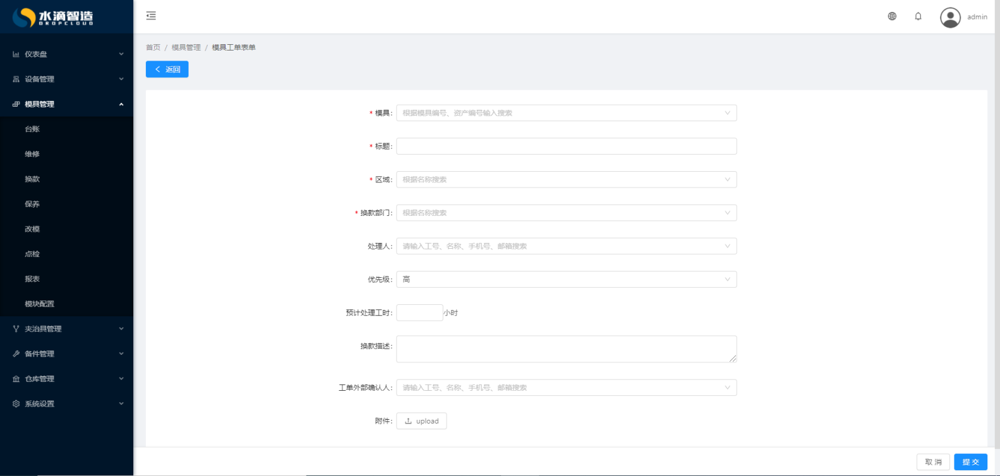 水滴智造
DROPCLOUD
admin
仪表盘
设备管理
模具管理
台账
维修
换款
保养
改模
点检
报表
模块配置
夹治具管理
备件管理
仓库管理
系统设置
首页 / 模具管理 / 模具工单表单
返回
* 模具: 根据模具编号、资产编号输入搜索
* 标题:
* 区域: 根据名称搜索
* 换款部门: 根据名称搜索
处理人: 请输入工号、名称、手机号、邮箱搜索
优先级: 高
预计处理工时: 小时
换款描述:
工单外部确认人: 请输入工号、名称、手机号、邮箱搜索
附件: upload
取 消 提 交